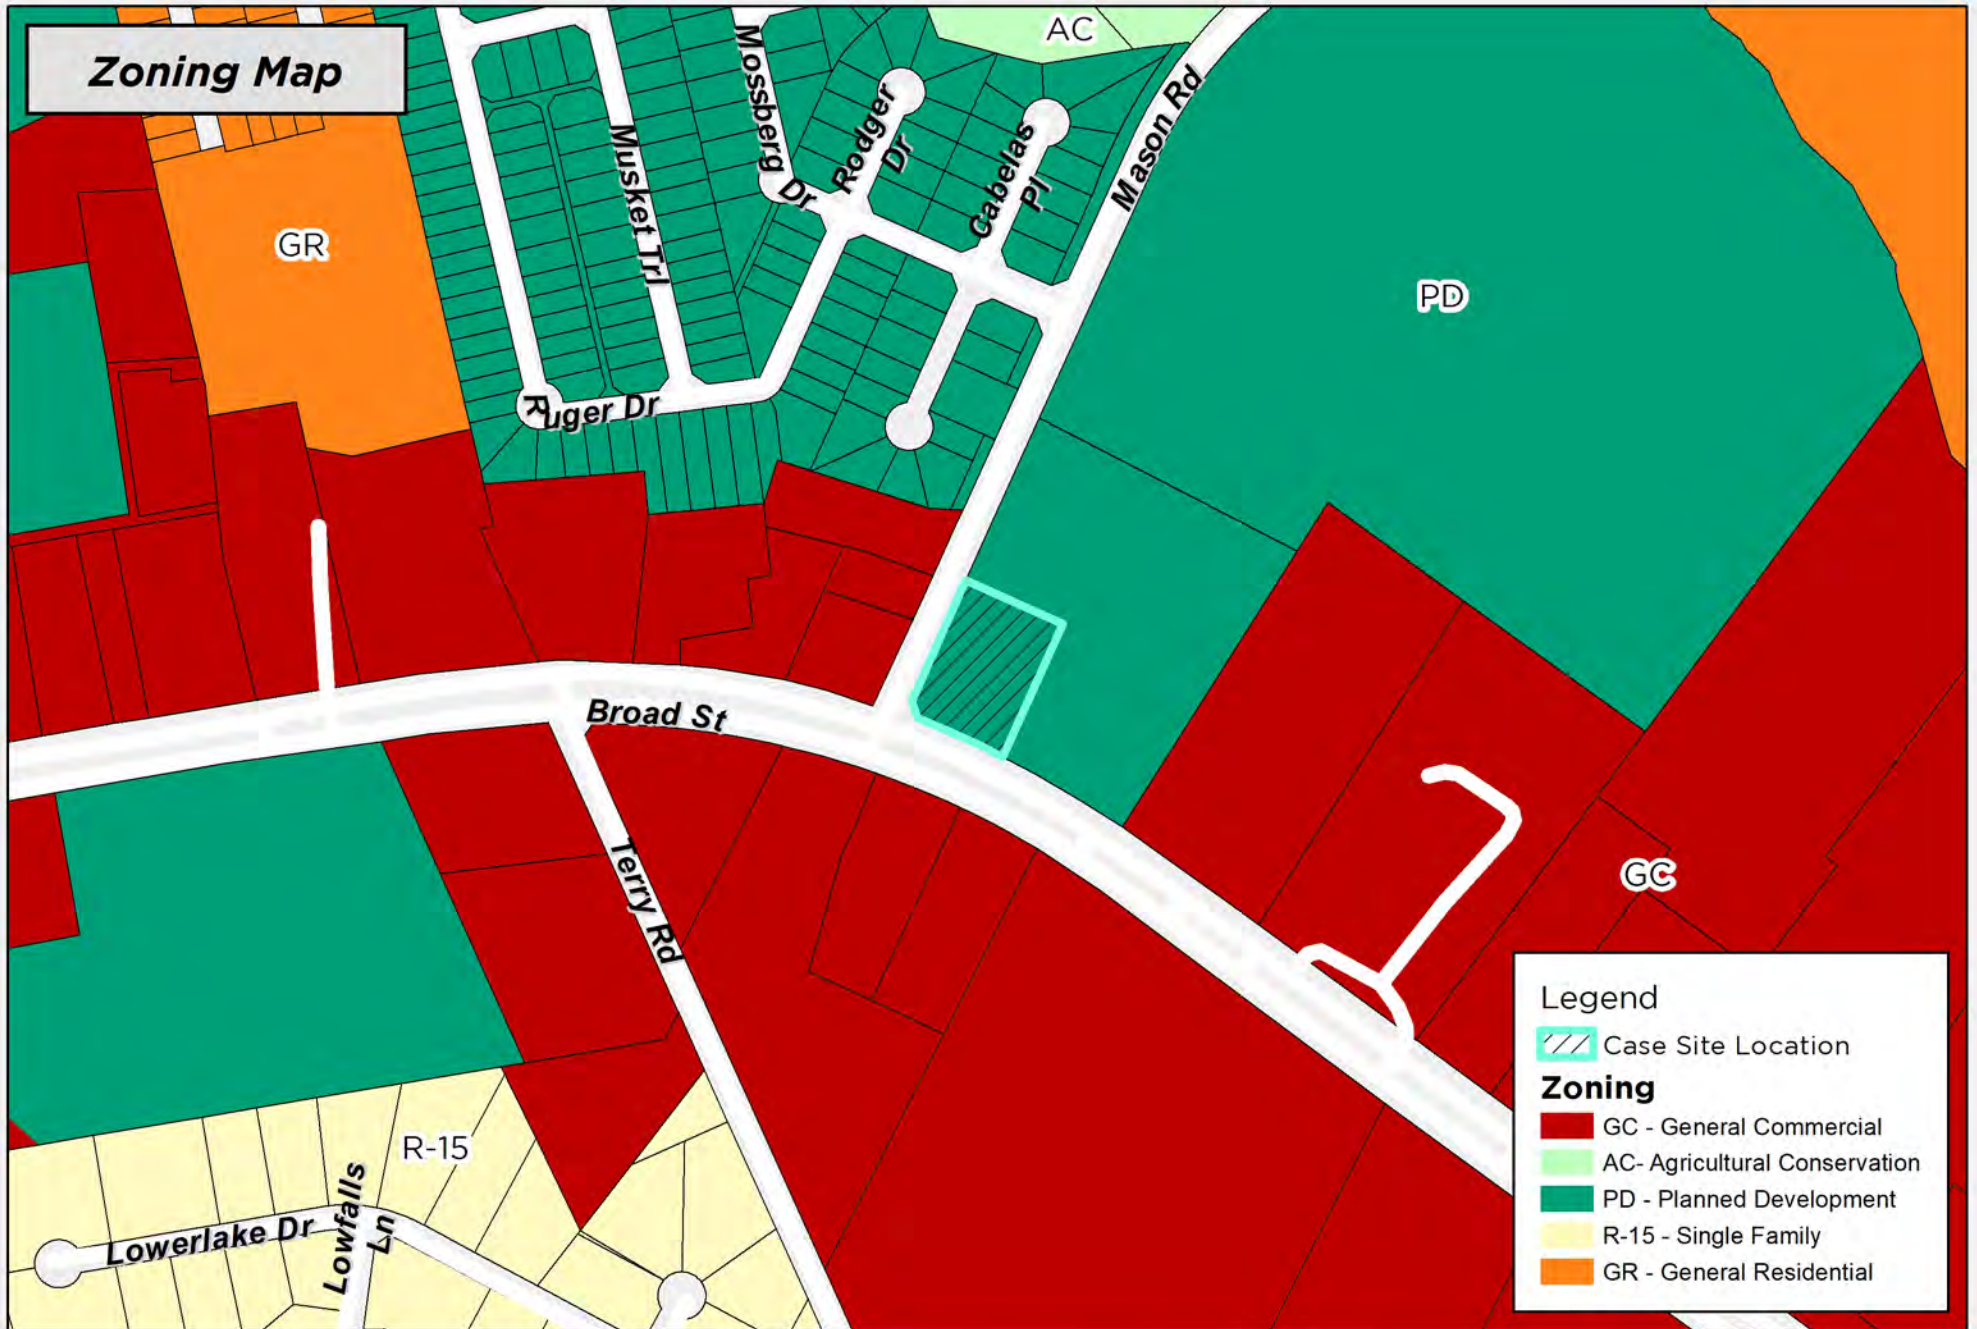 Zoning Map
AC
Mossberg Dr
Rodger
Dr
Cabelas
Pl
Mason Rd
Musket Trl
GR
PD
Ruger Dr
Broad St
Terry Rd
GC
R-15
Lowerlake Dr
Lowfalls
Ln
Legend
Case Site Location
Zoning
GC - General Commercial
AC- Agricultural Conservation
PD - Planned Development
R-15 - Single Family
GR - General Residential